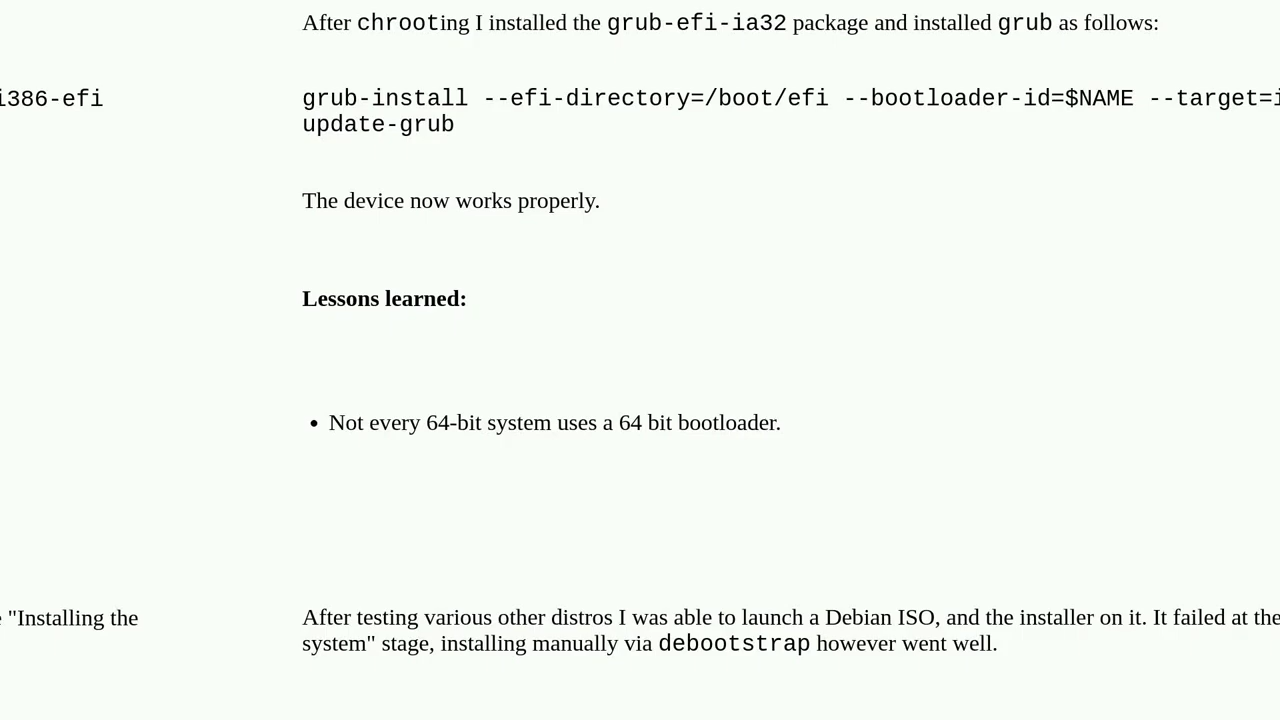 After chrooting I installed the grub-efi-ia32 package and installed grub as follows:
grub-install --efi-directory=/boot/efi --bootloader-id=$NAME --target=i386-efi
update-grub
The device now works properly.
Lessons learned:
• Not every 64-bit system uses a 64 bit bootloader.
After testing various other distros I was able to launch a Debian ISO, and the installer on it. It failed at the "Installing the
system" stage, installing manually via debootstrap however went well.